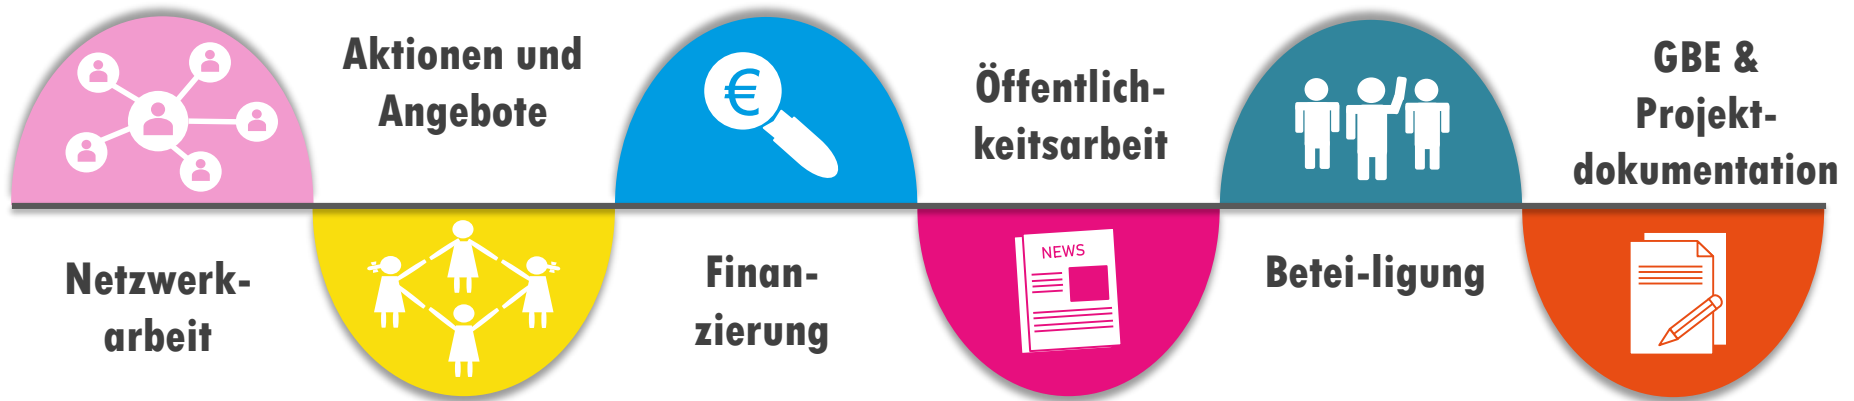 Netzwerk-
arbeit
Aktionen und
Angebote
€
Finan-
zierung
Öffentlich-
keitsarbeit
NEWS
Betei-ligung
GBE &
Projekt-
dokumentation